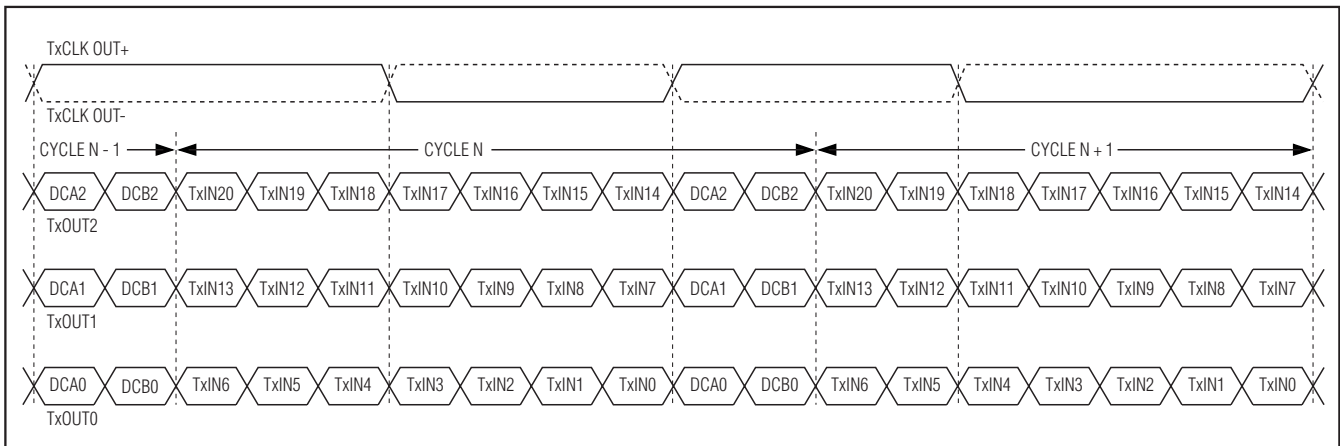 TxCLK OUT+
TxCLK OUT-
CYCLE N - 1 CYCLE N CYCLE N + 1
DCA2 DCB2 TxIN20 TxIN19 TxIN18 TxIN17 TxIN16 TxIN15 TxIN14 DCA2 DCB2 TxIN20 TxIN19 TxIN18 TxIN17 TxIN16 TxIN15 TxIN14
TxOUT2
DCA1 DCB1 TxIN13 TxIN12 TxIN11 TxIN10 TxIN9 TxIN8 TxIN7 DCA1 DCB1 TxIN13 TxIN12 TxIN11 TxIN10 TxIN9 TxIN8 TxIN7
TxOUT1
DCA0 DCB0 TxIN6 TxIN5 TxIN4 TxIN3 TxIN2 TxIN1 TxIN0 DCA0 DCB0 TxIN6 TxIN5 TxIN4 TxIN3 TxIN2 TxIN1 TxIN0
TxOUT0